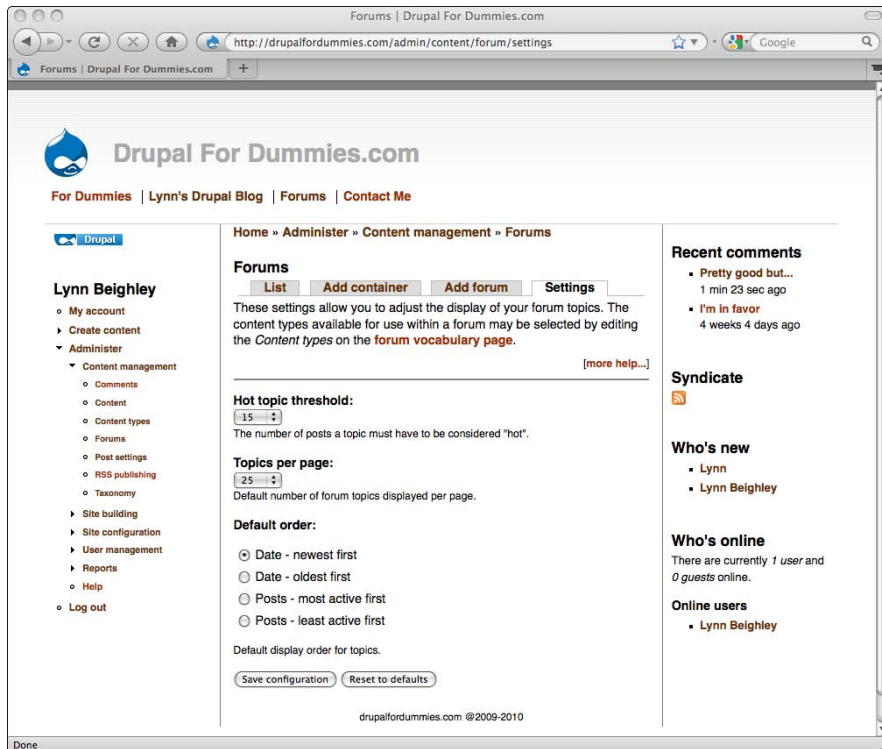 Forums | Drupal For Dummies.com
http://drupalfordummies.com/admin/content/forum/settings
Google
Forums | Drupal For Dummies.com
+
Drupal For Dummies.com
For Dummies | Lynn's Drupal Blog | Forums | Contact Me
Drupal
Lynn Beighley
My account
Create content
Administer
Content management
Comments
Content
Content types
Forums
Post settings
RSS publishing
Taxonomy
Site building
Site configuration
User management
Reports
Help
Log out
Home » Administer » Content management » Forums
Forums
List
Add container
Add forum
Settings
These settings allow you to adjust the display of your forum topics. The
content types available for use within a forum may be selected by editing
the Content types on the forum vocabulary page.
[more help...]
Hot topic threshold:
15
The number of posts a topic must have to be considered "hot".
Topics per page:
25
Default number of forum topics displayed per page.
Default order:
Date - newest first
Date - oldest first
Posts - most active first
Posts - least active first
Default display order for topics.
Save configuration
Reset to defaults
drupalfordummies.com @2009-2010
Recent comments
Pretty good but...
1 min 23 sec ago
I'm in favor
4 weeks 4 days ago
Syndicate
Who's new
Lynn
Lynn Beighley
Who's online
There are currently 1 user and
0 guests online.
Online users
Lynn Beighley
Done